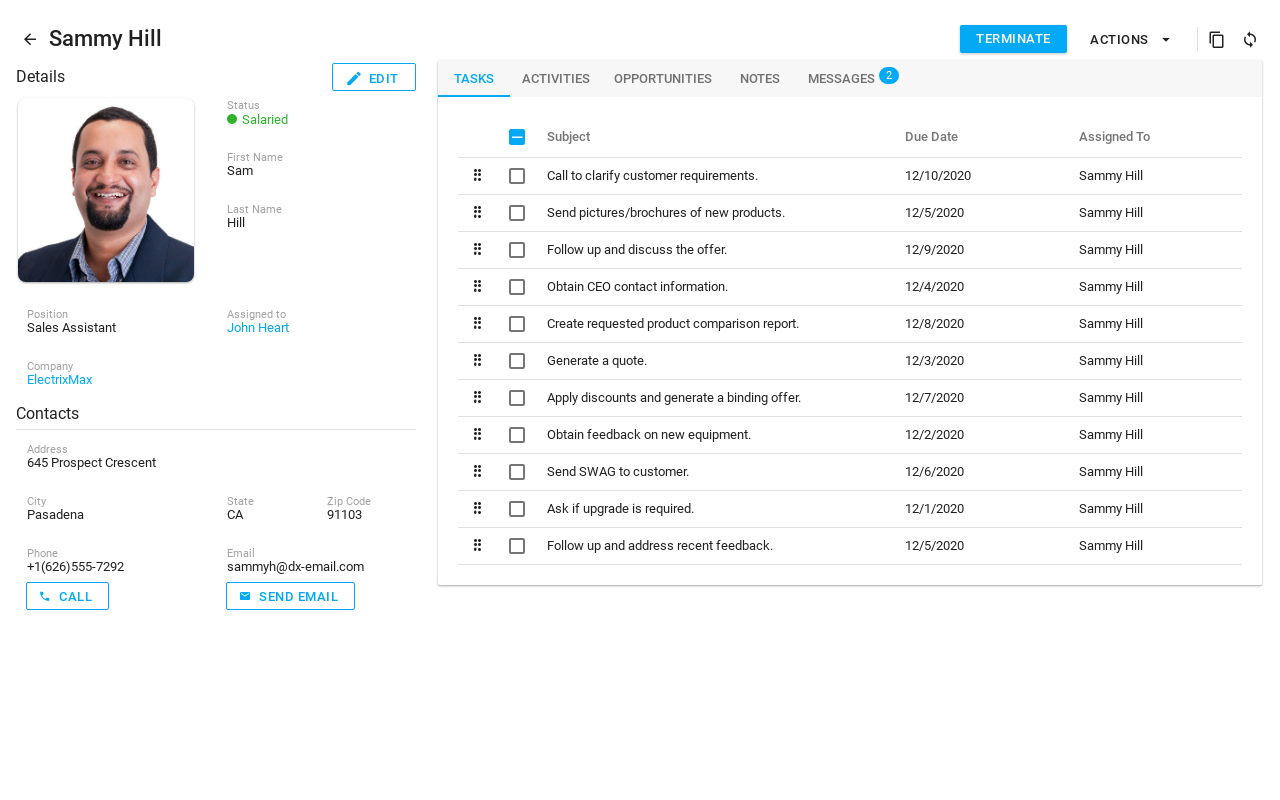 Sammy Hill
TERMINATE
ACTIONS
Details
EDIT
Status
Salaried
First Name
Sam
Last Name
Hill
Position
Sales Assistant
Assigned to
John Heart
Company
ElectrixMax
Contacts
Address
645 Prospect Crescent
City
Pasadena
State
CA
Zip Code
91103
Phone
+1(626)555-7292
Email
sammyh@dx-email.com
CALL
SEND EMAIL
TASKS ACTIVITIES OPPORTUNITIES NOTES MESSAGES 2
Subject Due Date Assigned To
Call to clarify customer requirements. 12/10/2020 Sammy Hill
Send pictures/brochures of new products. 12/5/2020 Sammy Hill
Follow up and discuss the offer. 12/9/2020 Sammy Hill
Obtain CEO contact information. 12/4/2020 Sammy Hill
Create requested product comparison report. 12/8/2020 Sammy Hill
Generate a quote. 12/3/2020 Sammy Hill
Apply discounts and generate a binding offer. 12/7/2020 Sammy Hill
Obtain feedback on new equipment. 12/2/2020 Sammy Hill
Send SWAG to customer. 12/6/2020 Sammy Hill
Ask if upgrade is required. 12/1/2020 Sammy Hill
Follow up and address recent feedback. 12/5/2020 Sammy Hill